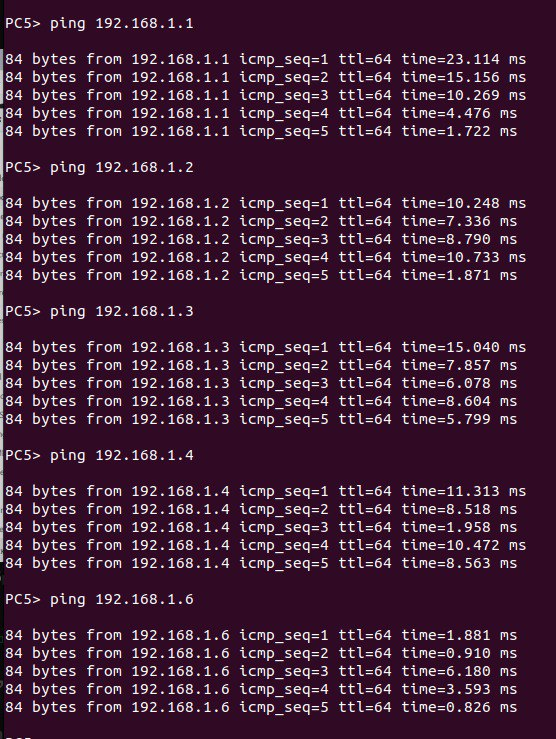 PC5> ping 192.168.1.1
84 bytes from 192.168.1.1 icmp_seq=1 ttl=64 time=23.114 ms
84 bytes from 192.168.1.1 icmp_seq=2 ttl=64 time=15.156 ms
84 bytes from 192.168.1.1 icmp_seq=3 ttl=64 time=10.269 ms
84 bytes from 192.168.1.1 icmp_seq=4 ttl=64 time=4.476 ms
84 bytes from 192.168.1.1 icmp_seq=5 ttl=64 time=1.722 ms
PC5> ping 192.168.1.2
84 bytes from 192.168.1.2 icmp_seq=1 ttl=64 time=10.248 ms
84 bytes from 192.168.1.2 icmp_seq=2 ttl=64 time=7.336 ms
84 bytes from 192.168.1.2 icmp_seq=3 ttl=64 time=8.790 ms
84 bytes from 192.168.1.2 icmp_seq=4 ttl=64 time=10.733 ms
84 bytes from 192.168.1.2 icmp_seq=5 ttl=64 time=1.871 ms
PC5> ping 192.168.1.3
84 bytes from 192.168.1.3 icmp_seq=1 ttl=64 time=15.040 ms
84 bytes from 192.168.1.3 icmp_seq=2 ttl=64 time=7.857 ms
84 bytes from 192.168.1.3 icmp_seq=3 ttl=64 time=6.078 ms
84 bytes from 192.168.1.3 icmp_seq=4 ttl=64 time=8.604 ms
84 bytes from 192.168.1.3 icmp_seq=5 ttl=64 time=5.799 ms
PC5> ping 192.168.1.4
84 bytes from 192.168.1.4 icmp_seq=1 ttl=64 time=11.313 ms
84 bytes from 192.168.1.4 icmp_seq=2 ttl=64 time=8.518 ms
84 bytes from 192.168.1.4 icmp_seq=3 ttl=64 time=1.958 ms
84 bytes from 192.168.1.4 icmp_seq=4 ttl=64 time=10.472 ms
84 bytes from 192.168.1.4 icmp_seq=5 ttl=64 time=8.563 ms
PC5> ping 192.168.1.6
84 bytes from 192.168.1.6 icmp_seq=1 ttl=64 time=1.881 ms
84 bytes from 192.168.1.6 icmp_seq=2 ttl=64 time=0.910 ms
84 bytes from 192.168.1.6 icmp_seq=3 ttl=64 time=6.180 ms
84 bytes from 192.168.1.6 icmp_seq=4 ttl=64 time=3.593 ms
84 bytes from 192.168.1.6 icmp_seq=5 ttl=64 time=0.826 ms